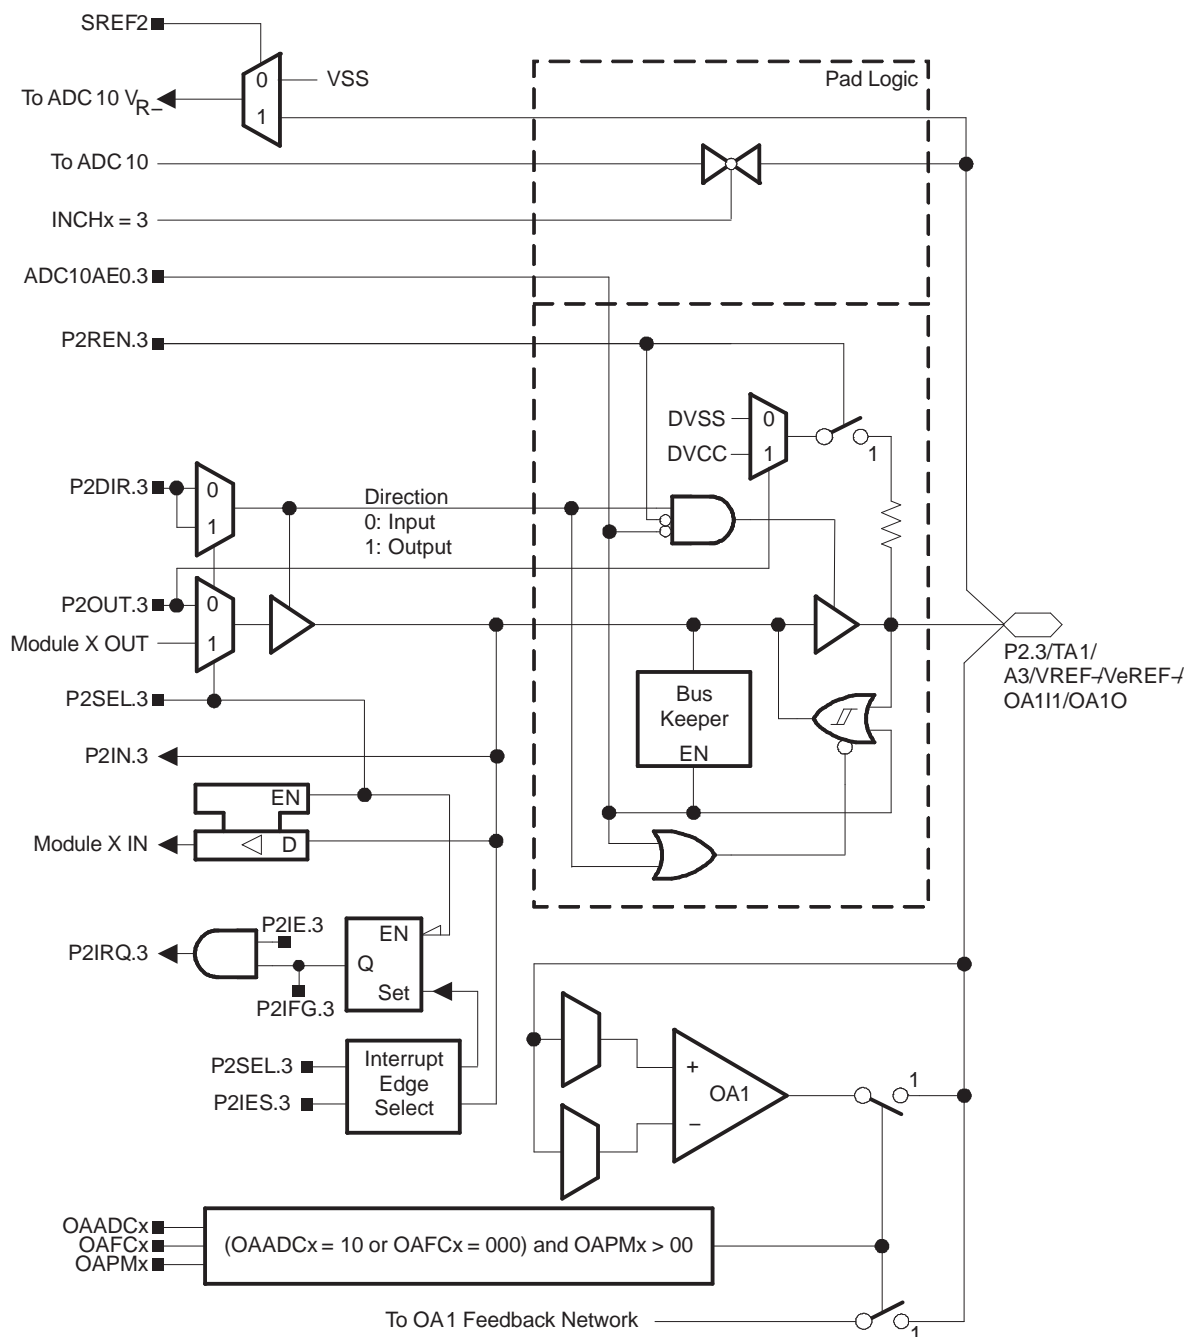 SREF2
0
VSS
Pad Logic
To ADC 10 VR–
1
To ADC 10
INCHx = 3
ADC10AE0.3
P2REN.3
DVSS
0
DVCC
1
1
P2DIR.3
0
1
Direction
0: Input
1: Output
P2OUT.3
0
Module X OUT
1
P2.3/TA1/
A3/VREF–/VeREF–/
OA1I1/OA1O
P2SEL.3
Bus
Keeper
EN
P2IN.3
EN
Module X IN
D
P2IE.3
EN
P2IRQ.3
Q
Set
P2IFG.3
P2SEL.3
P2IES.3
Interrupt
Edge
Select
+
OA1
−
1
OAADCx
OAFCx
OAPMx
(OAADCx = 10 or OAFCx = 000) and OAPMx > 00
To OA1 Feedback Network
1